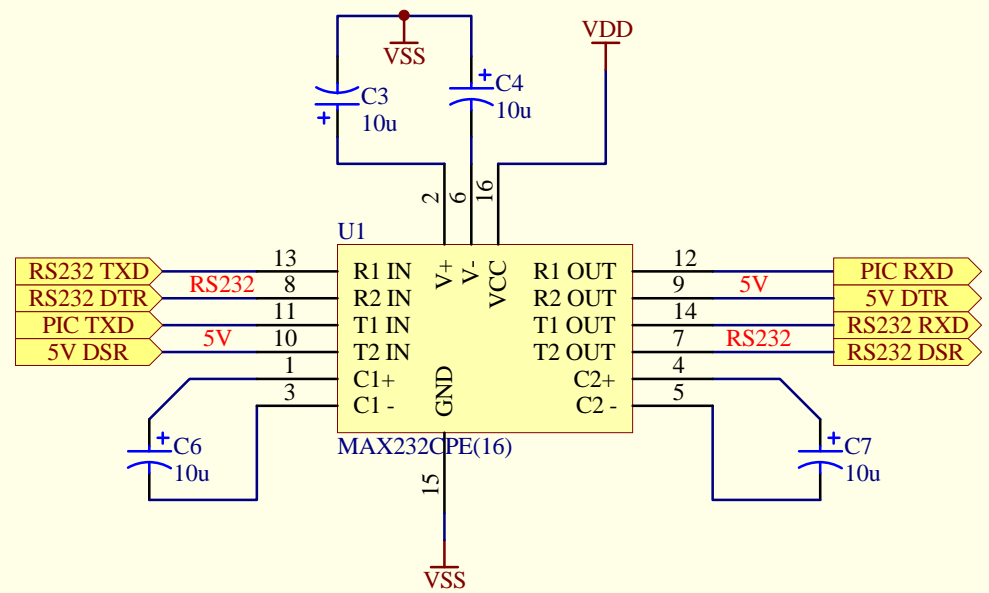 VSS
VDD
+
C3
10u
+
C4
10u
2
6
16
U1
V+
V-
VCC
RS232 TXD
13
R1 IN
R1 OUT
12
PIC RXD
RS232
5V
RS232 DTR
8
R2 IN
R2 OUT
9
5V DTR
PIC TXD
11
T1 IN
T1 OUT
14
RS232 RXD
5V
RS232
5V DSR
10
T2 IN
T2 OUT
7
RS232 DSR
1
C1+
C2+
4
3
C1 -
C2 -
5
GND
MAX232CPE(16)
+
C6
10u
+
C7
10u
15
VSS